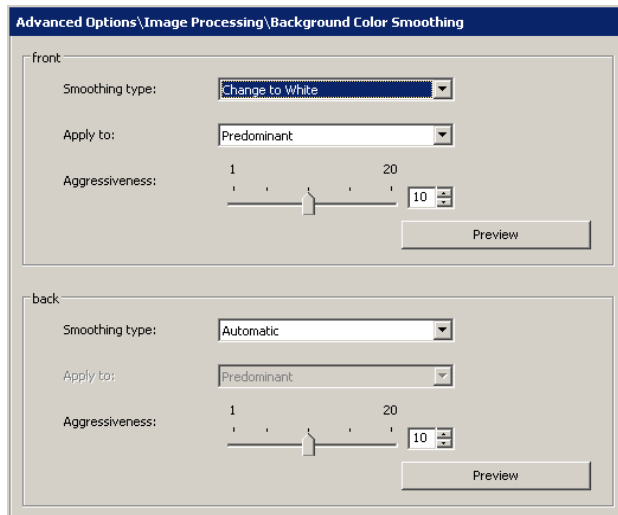 Advanced Options\Image Processing\Background Color Smoothing
front
Smoothing type: Change to White
Apply to: Predominant
1 20
Aggressiveness: 10
Preview
back
Smoothing type: Automatic
Apply to: Predominant
1 20
Aggressiveness: 10
Preview